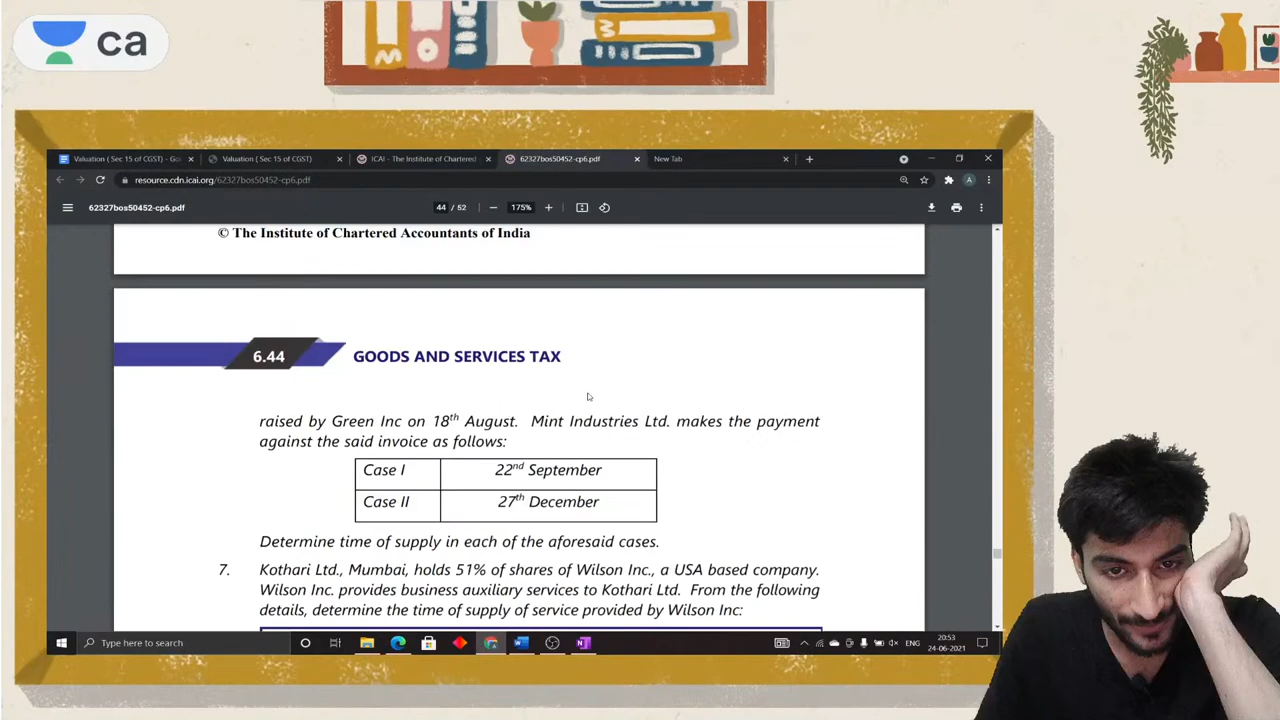 ca
Valuation ( Sec 15 of CGST) - Go
Valuation ( Sec 15 of CGST)
ICAI - The Institute of Chartered
62327bos50452-cp6.pdf
New Tab
resource.cdn.icai.org/62327bos50452-cp6.pdf
A
62327bos50452-cp6.pdf
44 / 62
175%
© The Institute of Chartered Accountants of India
6.44
GOODS AND SERVICES TAX
raised by Green Inc on 18th August. Mint Industries Ltd. makes the payment
against the said invoice as follows:
Case I 22nd September
Case II 27th December
Determine time of supply in each of the aforesaid cases.
7. Kothari Ltd., Mumbai, holds 51% of shares of Wilson Inc., a USA based company.
Wilson Inc. provides business auxiliary services to Kothari Ltd. From the following
details, determine the time of supply of service provided by Wilson Inc:
Type here to search
ENG
20:53
24-06-2021